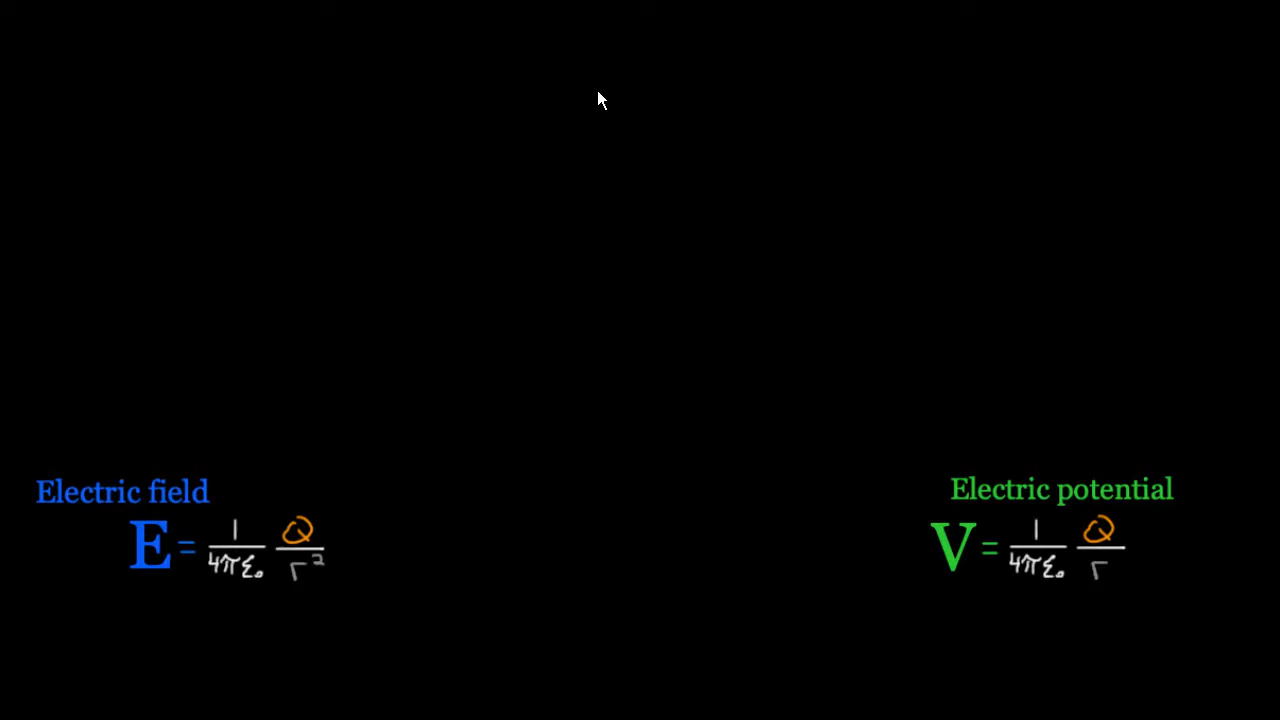 Electric field
E = 1/4πε₀ Q/r²
Electric potential
V = 1/4πε₀ Q/r